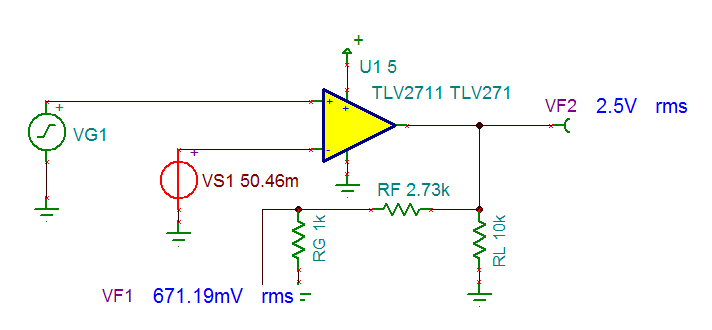 +
U1 5
TLV2711 TLV271
VF2 2.5V rms
+
+
+
VG1
-
+
VS1 50.46m
RF 2.73k
RG 1k
RL 10k
VF1 671.19mV rms